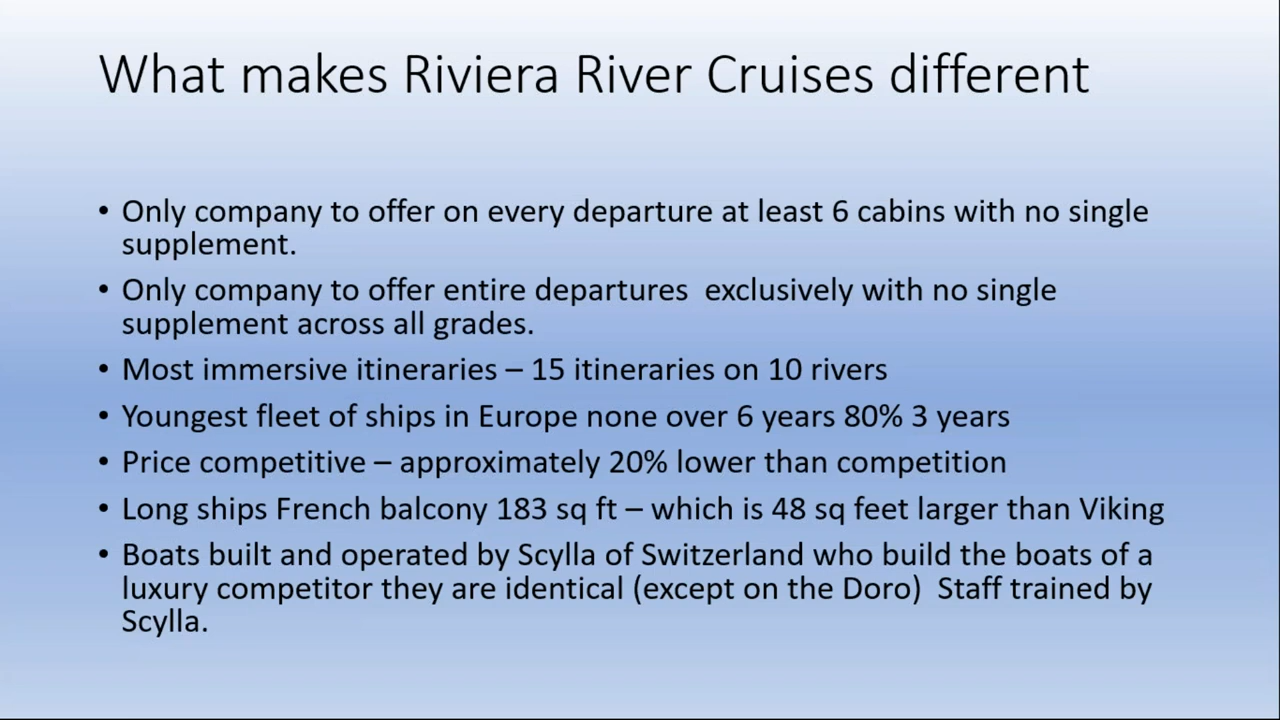 What makes Riviera River Cruises different
• Only company to offer on every departure at least 6 cabins with no single
supplement.
• Only company to offer entire departures  exclusively with no single
supplement across all grades.
• Most immersive itineraries – 15 itineraries on 10 rivers
• Youngest fleet of ships in Europe none over 6 years 80% 3 years
• Price competitive – approximately 20% lower than competition
• Long ships French balcony 183 sq ft – which is 48 sq feet larger than Viking
• Boats built and operated by Scylla of Switzerland who build the boats of a
luxury competitor they are identical (except on the Doro)  Staff trained by
Scylla.